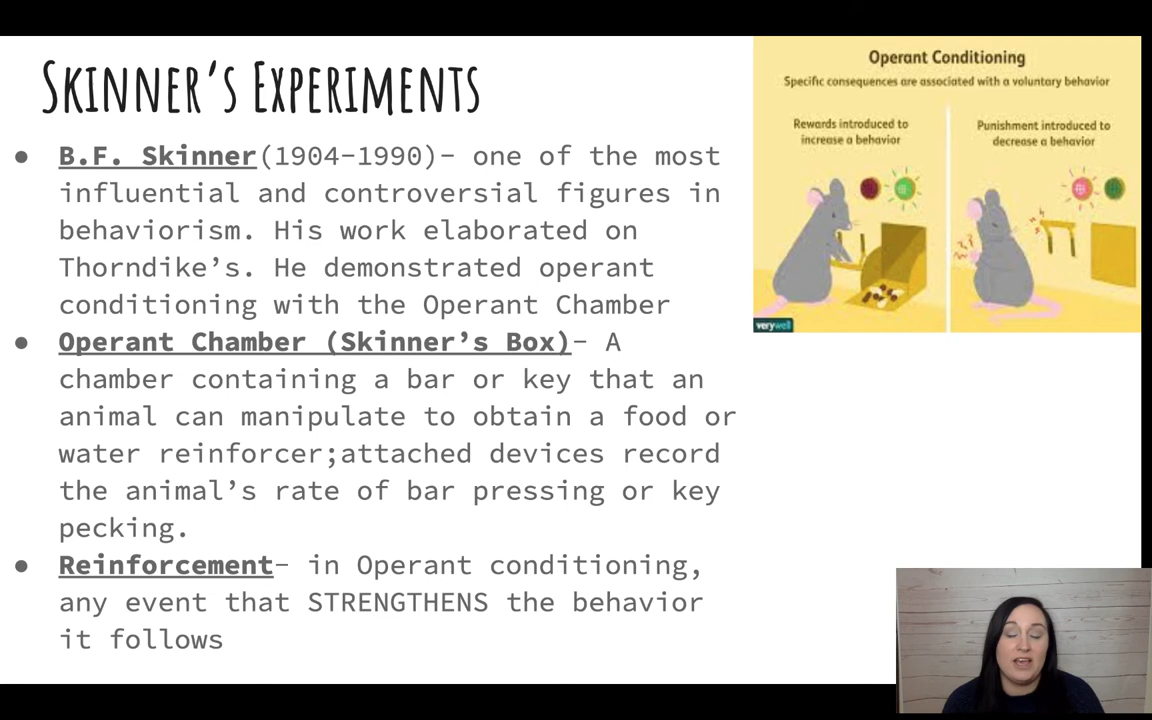 SKINNER'S EXPERIMENTS
● B.F. Skinner(1904-1990)- one of the most
influential and controversial figures in
behaviorism. His work elaborated on
Thorndike's. He demonstrated operant
conditioning with the Operant Chamber
● Operant Chamber (Skinner's Box)- A
chamber containing a bar or key that an
animal can manipulate to obtain a food or
water reinforcer;attached devices record
the animal's rate of bar pressing or key
pecking.
● Reinforcement- in Operant conditioning,
any event that STRENGTHENS the behavior
it follows
Operant Conditioning
Specific consequences are associated with a voluntary behavior
Rewards introduced to
increase a behavior
Punishment introduced to
decrease a behavior
verywell